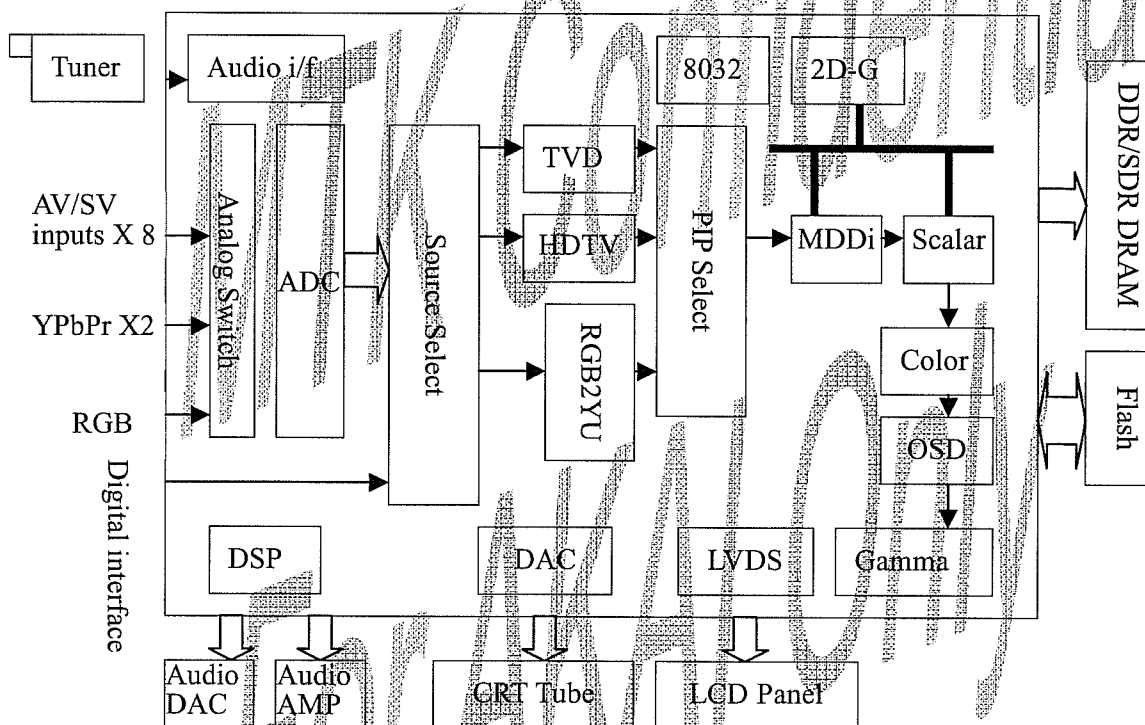 Tuner
Audio i/f
8032
2D-G
DDR/SDR DRAM
TVD
AV/SV
inputs X 8
Analog Switch
ADC
Source Select
HDTV
PIP Select
MDDi
Scalar
YPbPr X2
RGB2YU
Color
Flash
RGB
OSD
Digital interface
DSP
DAC
LVDS
Gamma
Audio
DAC
Audio
AMP
CRT Tube
LCD Panel